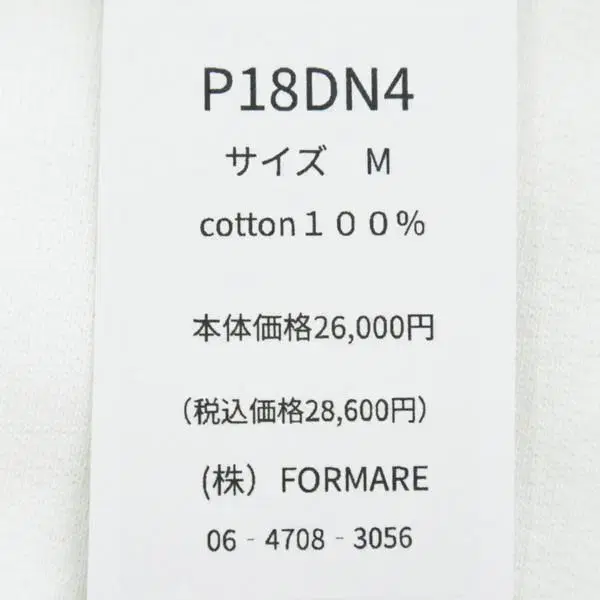 P18DN4
サイズ　M
cotton１００%
本体価格26,000円
（税込価格28,600円）
(株）FORMARE
06‐4708‐3056